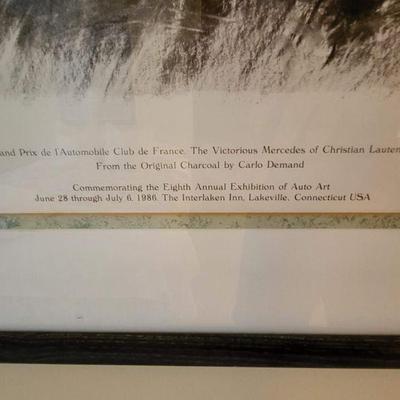 and Prix de l'Automobile Club de France, The Victorious Mercedes of Christian Lauten
From the Original Charcoal by Carlo Demand
Commemorating the Eighth Annual Exhibition of Auto Art
June 28 through July 6, 1986, The Interlaken Inn, Lakeville, Connecticut USA